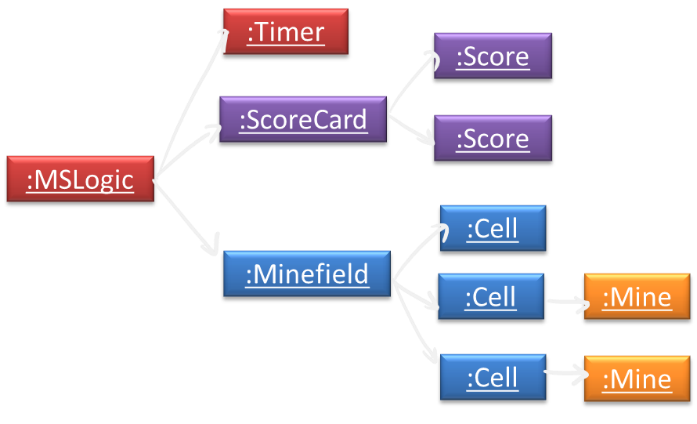 :Timer
:Score
:ScoreCard
:Score
:MSLogic
:Cell
:Minefield
:Cell
:Mine
:Cell
:Mine